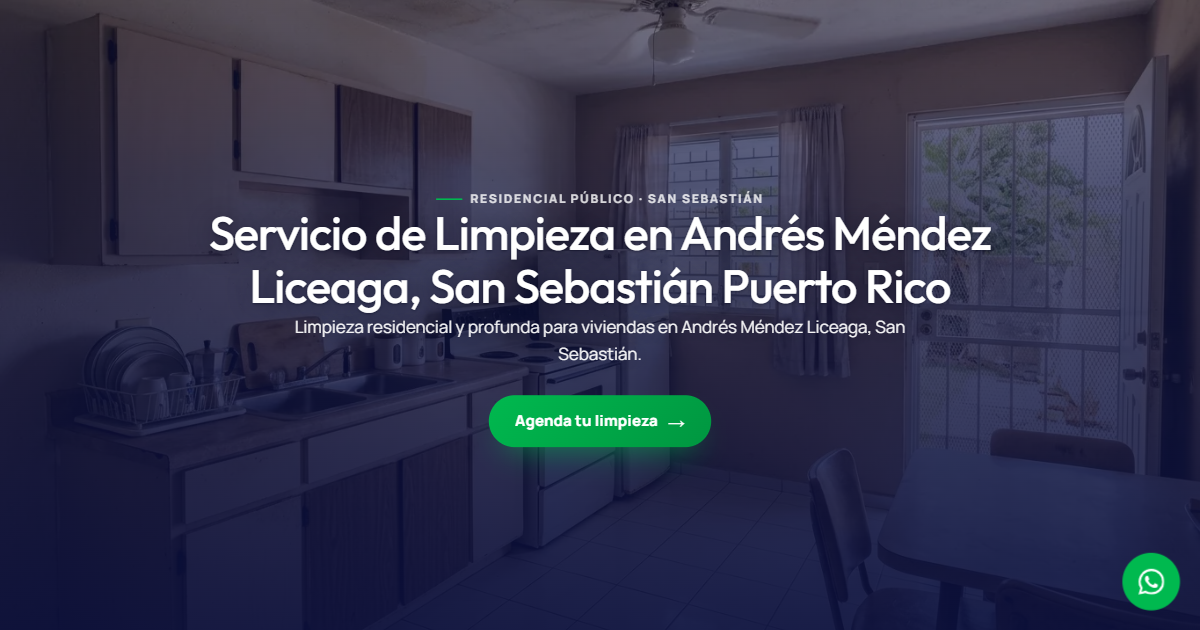 RESIDENCIAL PÚBLICO · SAN SEBASTIÁN
Servicio de Limpieza en Andrés Méndez
Liceaga, San Sebastián Puerto Rico
Limpieza residencial y profunda para viviendas en Andrés Méndez Liceaga, San
Sebastián.
Agenda tu limpieza →